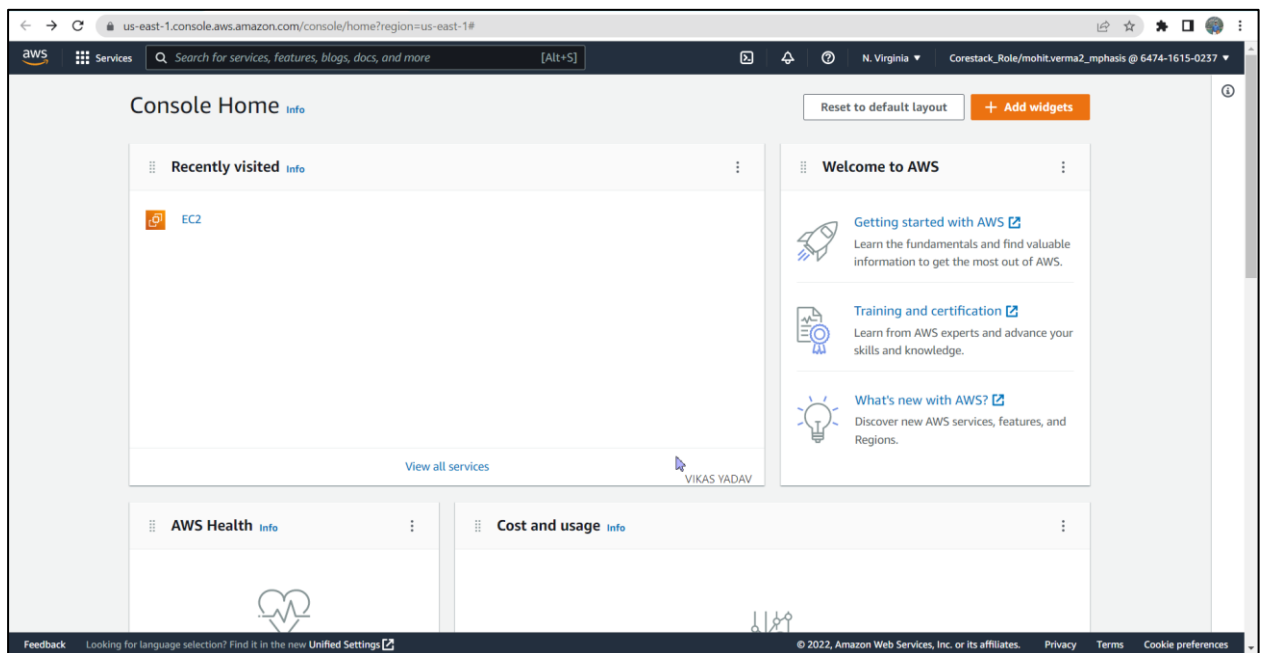 us-east-1.console.aws.amazon.com/console/home?region=us-east-1#
aws Services Search for services, features, blogs, docs, and more [Alt+S] N. Virginia ▼ Corestack_Role/mohit.verma2_mphasis @ 6474-1615-0237 ▼
Console Home Info
Reset to default layout
+ Add widgets
Recently visited Info
EC2
View all services
VIKAS YADAV
Welcome to AWS
Getting started with AWS
Learn the fundamentals and find valuable
information to get the most out of AWS.
Training and certification
Learn from AWS experts and advance your
skills and knowledge.
What's new with AWS?
Discover new AWS services, features, and
Regions.
AWS Health Info
Cost and usage Info
Feedback Looking for language selection? Find it in the new Unified Settings © 2022, Amazon Web Services, Inc. or its affiliates. Privacy Terms Cookie preferences